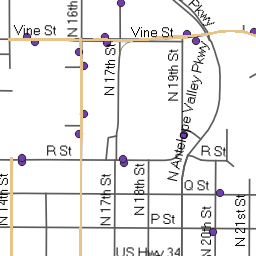 Pkwy
N 16th
Vine St
Vine St
N 17th St
N 19th St
N Antelope Valley Pkwy
R St
R St
N 14th St
N 17th St
N 18th St
Q St
P St
N 20th St
N 21st St
US Hwy 34